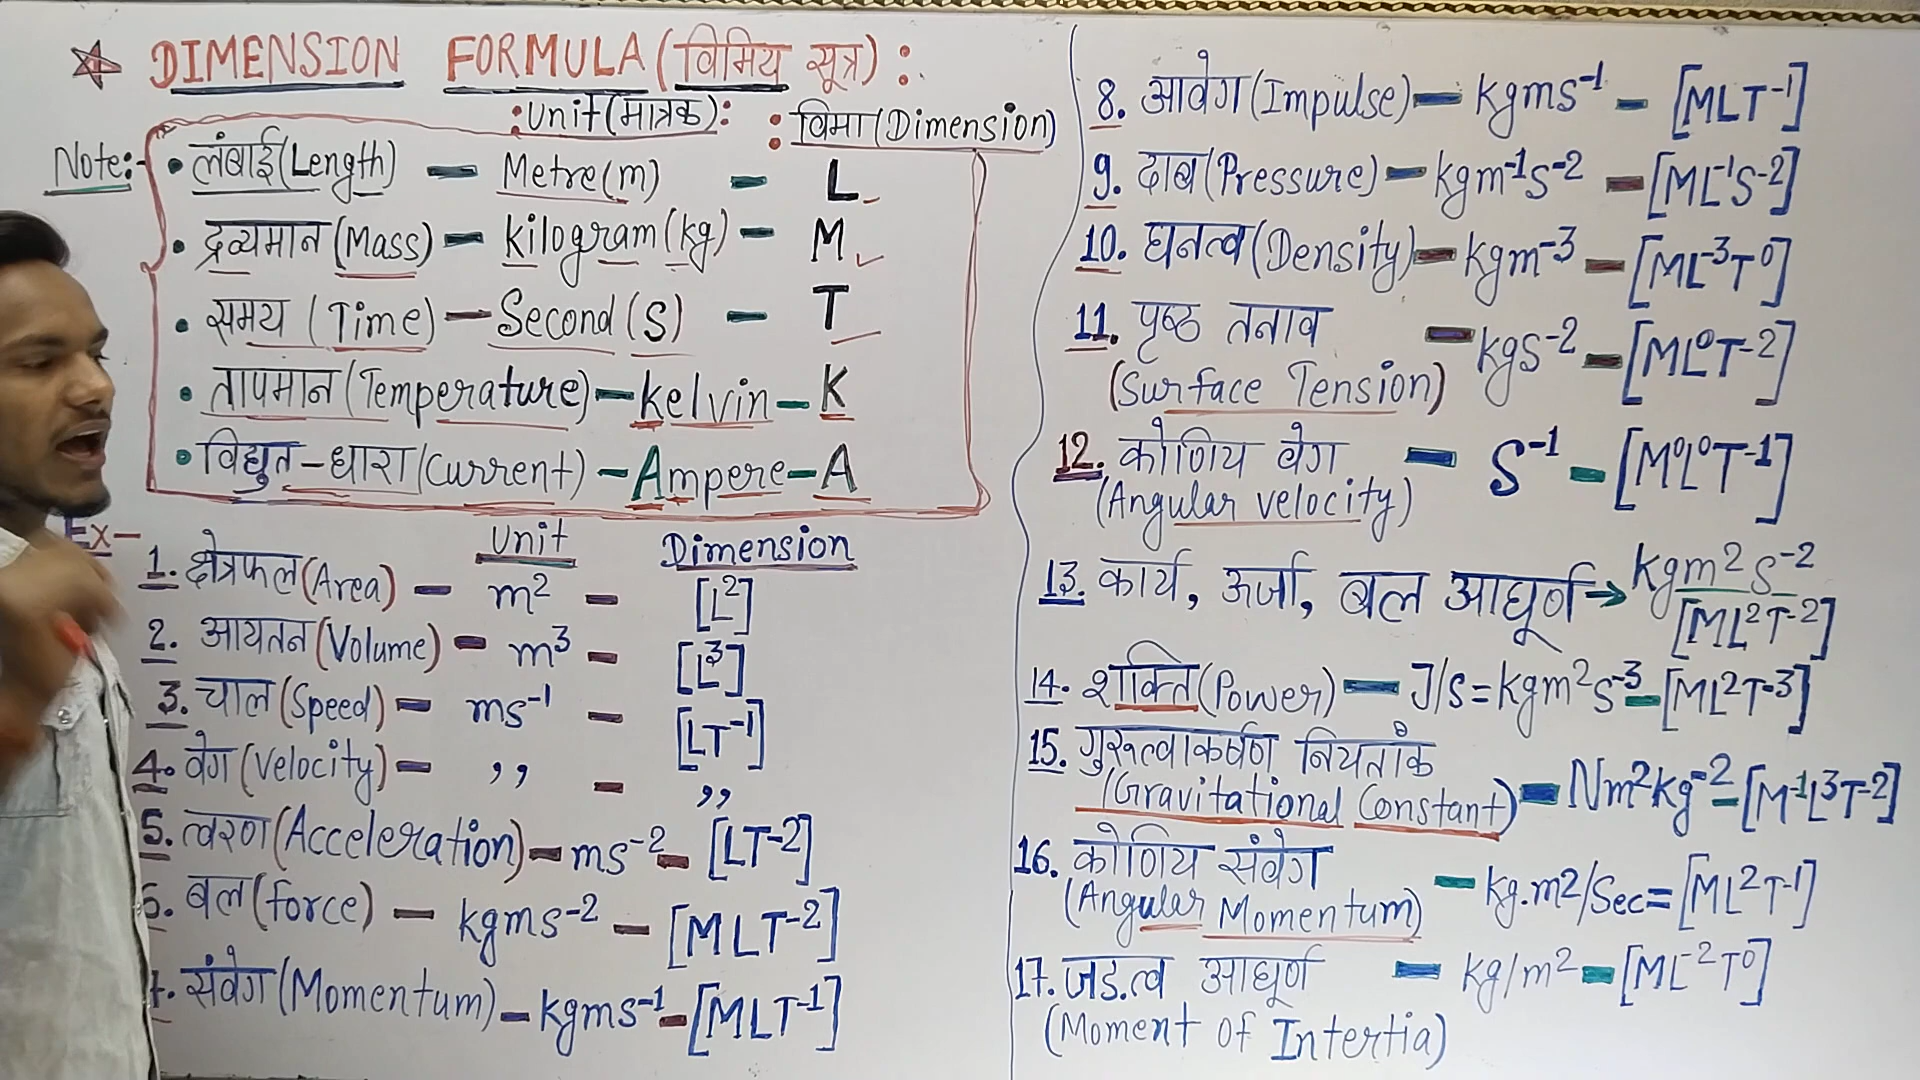 DIMENSION FORMULA (विमिय सूत्र) :
:Unit(मात्रक): : विमा(Dimension)
Note:- • लंबाई(Length) — Metre(m) — L
• द्रव्यमान(Mass) — Kilogram(kg) — M
• समय (Time) — Second(S) — T
• तापमान(Temperature) — Kelvin — K
• विद्युत-धारा(Current) — Ampere — A
Ex- Unit Dimension
1. क्षेत्रफल(Area) — m² — [L²]
2. आयतन(Volume) — m³ — [L³]
3. चाल(Speed) — ms⁻¹ — [LT⁻¹]
4. वेग(Velocity) — ,, — ,,
5. त्वरण(Acceleration) — ms⁻² — [LT⁻²]
6. बल(force) — kgms⁻² — [MLT⁻²]
7. संवेग(Momentum) — kgms⁻¹ — [MLT⁻¹]
8. आवेग(Impulse) — kgms⁻¹ — [MLT⁻¹]
9. दाब(Pressure) — kgm⁻¹S⁻² — [ML⁻¹S⁻²]
10. घनत्व(Density) — kgm⁻³ — [ML⁻³T⁰]
11. पृष्ठ तनाव — kgS⁻² — [ML⁰T⁻²]
(Surface Tension)
12. कोणिय वेग — S⁻¹ — [M⁰L⁰T⁻¹]
(Angular velocity)
13. कार्य, ऊर्जा, बल आघूर्ण → kgm²S⁻²
[ML²T⁻²]
14. शक्ति(Power) — J/S = kgm²S⁻³ — [ML²T⁻³]
15. गुरूत्वाकर्षण नियतांक
(Gravitational Constant) — Nm²kg⁻² — [M⁻¹L³T⁻²]
16. कोणिय संवेग — kg.m2/Sec = [ML²T⁻¹]
(Angular Momentum)
17. जड़त्व आघूर्ण — kg/m² — [ML⁻²T⁰]
(Moment of Intertia)